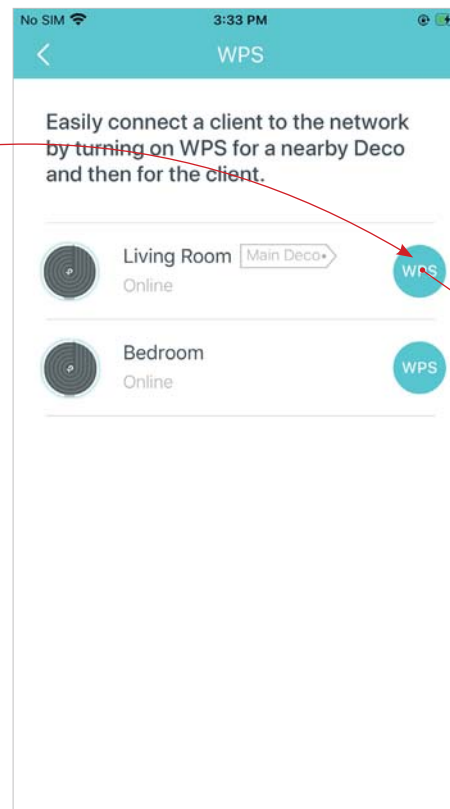 No SIM 3:33 PM
WPS
Easily connect a client to the network
by turning on WPS for a nearby Deco
and then for the client.
Living Room Main Deco
WPS
Online
Bedroom
WPS
Online